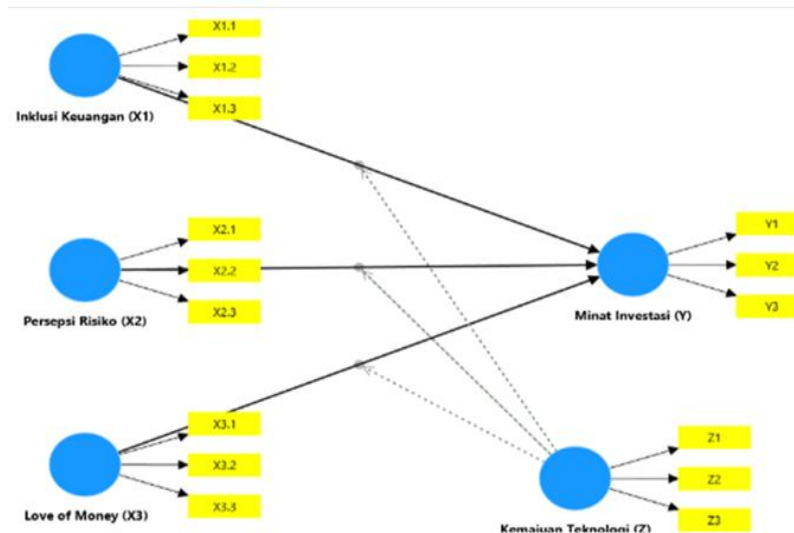 X1.1
X1.2
X1.3
Inklusi Keuangan (X1)
X2.1
X2.2
X2.3
Persepsi Risiko (X2)
Y1
Y2
Y3
Minat Investasi (Y)
X3.1
X3.2
X3.3
Love of Money (X3)
Z1
Z2
Z3
Kemajuan Teknologi (Z)